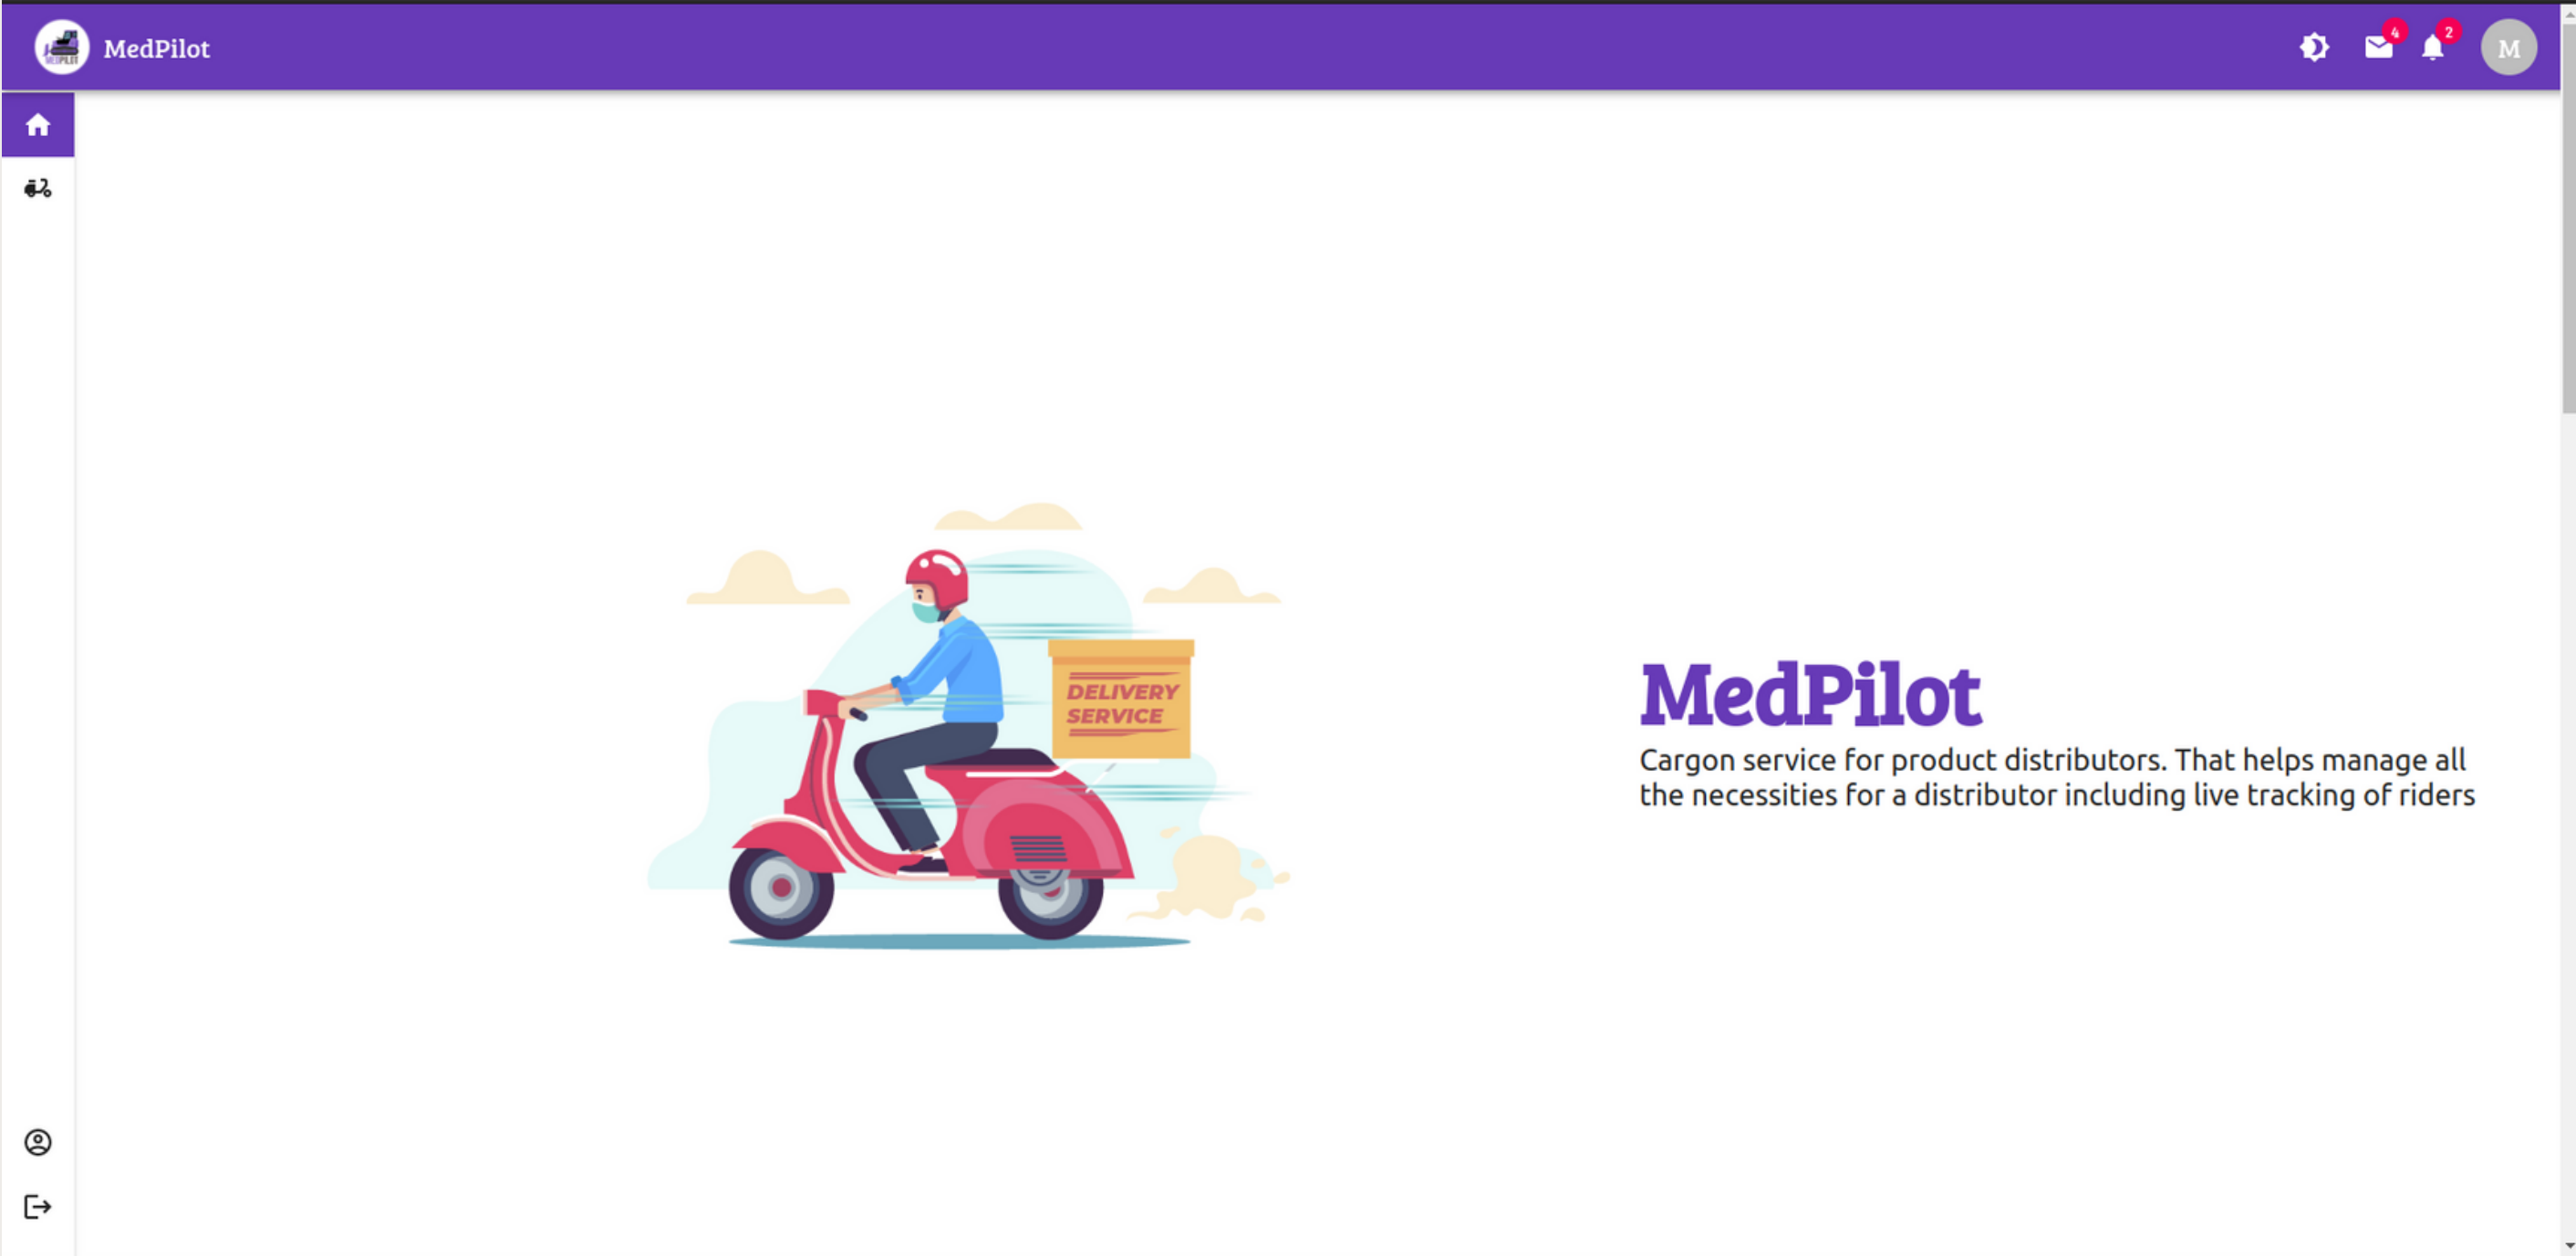 MEDPILOT
MedPilot
4
2
M
DELIVERY
SERVICE
MedPilot
Cargon service for product distributors. That helps manage all
the necessities for a distributor including live tracking of riders